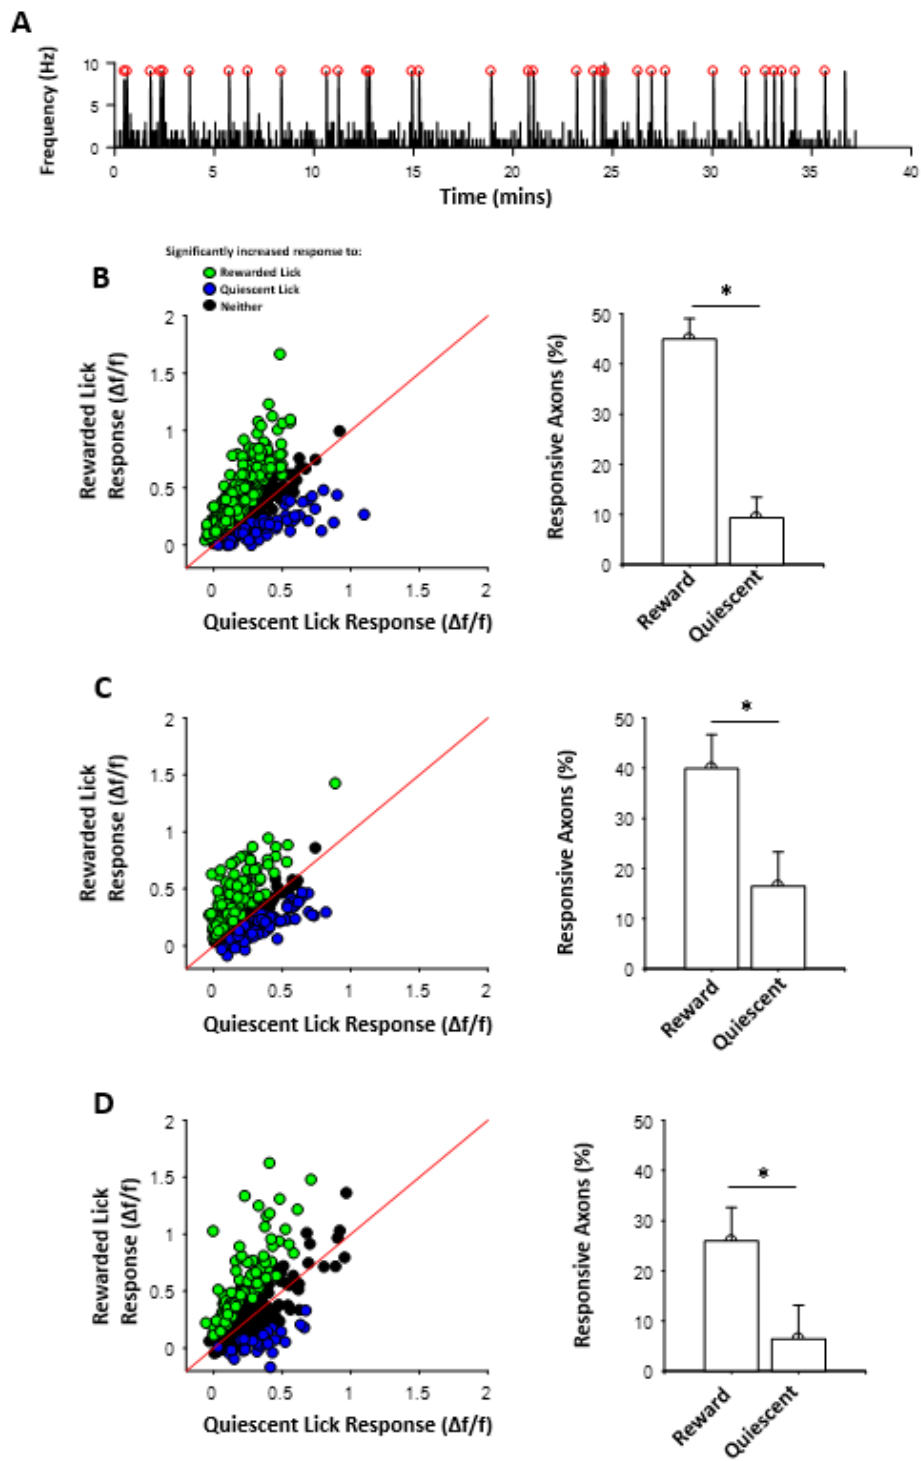 A
Frequency (Hz)
10
5
0
0 5 10 15 20 25 30 35 40
Time (mins)
Significantly increased response to:
Rewarded Lick
Quiescent Lick
Neither
B
Rewarded Lick
Response (Δf/f)
2
1.5
1
0.5
0
0 0.5 1 1.5 2
Quiescent Lick Response (Δf/f)
Responsive Axons (%)
50
40
30
20
10
0
*
Reward
Quiescent
C
Rewarded Lick
Response (Δf/f)
2
1.5
1
0.5
0
0 0.5 1 1.5 2
Quiescent Lick Response (Δf/f)
Responsive Axons (%)
50
40
30
20
10
0
*
Reward
Quiescent
D
Rewarded Lick
Response (Δf/f)
2
1.5
1
0.5
0
0 0.5 1 1.5 2
Quiescent Lick Response (Δf/f)
Responsive Axons (%)
50
40
30
20
10
0
*
Reward
Quiescent